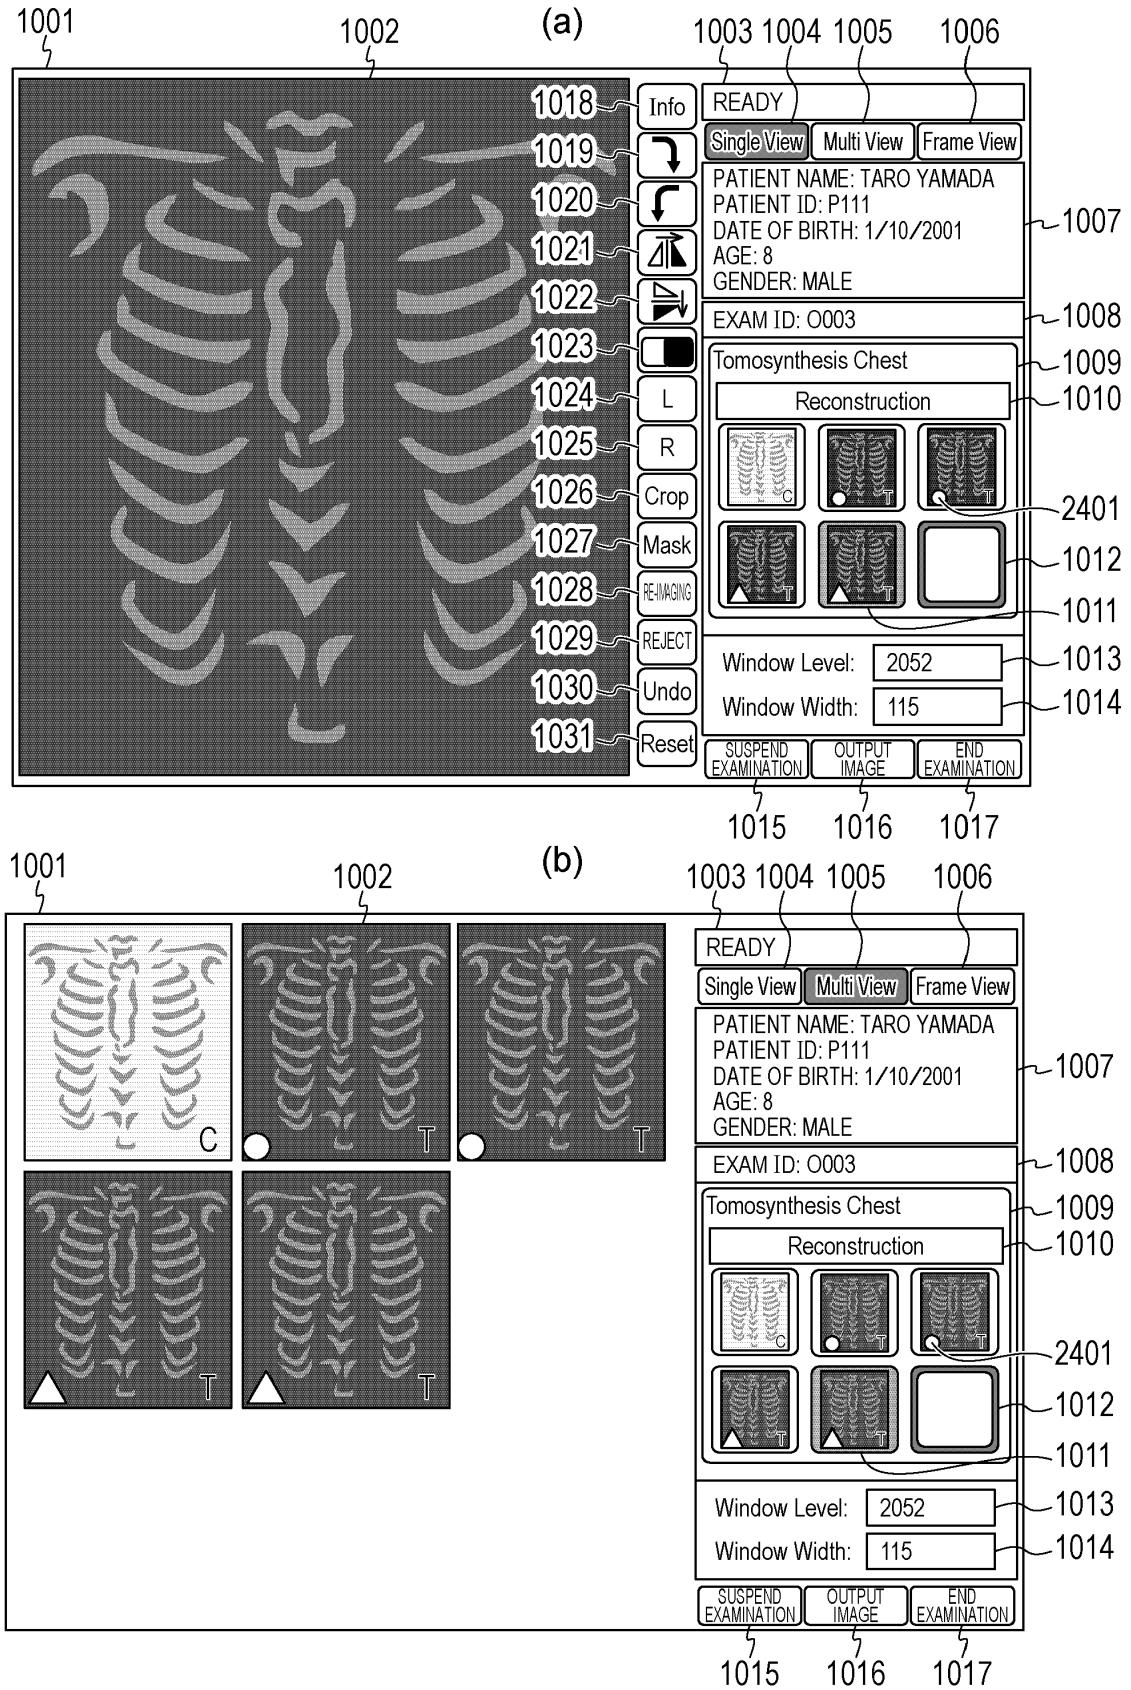 (a)
1001
1002
1003
1004
1005
1006
1018
Info
1019
1020
1021
1022
1023
1024
L
1025
R
1026
Crop
1027
Mask
1028
RE-IMAGING
1029
REJECT
1030
Undo
1031
Reset
READY
Single View
Multi View
Frame View
PATIENT NAME: TARO YAMADA
PATIENT ID: P111
DATE OF BIRTH: 1/10/2001
AGE: 8
GENDER: MALE
1007
EXAM ID: O003
1008
Tomosynthesis Chest
1009
Reconstruction
1010
C
T
T
2401
T
T
1012
1011
Window Level: 2052
1013
Window Width: 115
1014
SUSPEND
EXAMINATION
OUTPUT
IMAGE
END
EXAMINATION
1015
1016
1017
(b)
1001
1002
1003
1004
1005
1006
C
T
T
T
T
READY
Single View
Multi View
Frame View
PATIENT NAME: TARO YAMADA
PATIENT ID: P111
DATE OF BIRTH: 1/10/2001
AGE: 8
GENDER: MALE
1007
EXAM ID: O003
1008
Tomosynthesis Chest
1009
Reconstruction
1010
C
T
T
2401
T
T
1012
1011
Window Level: 2052
1013
Window Width: 115
1014
SUSPEND
EXAMINATION
OUTPUT
IMAGE
END
EXAMINATION
1015
1016
1017